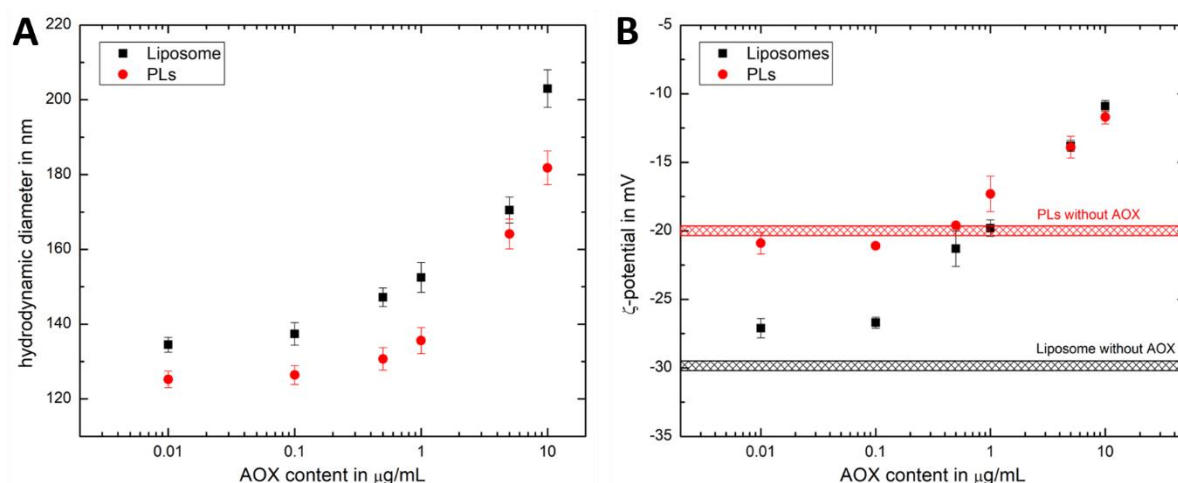 A
220
200
180
160
140
120
hydrodynamic diameter in nm
Liposome
PLs
0.01
0.1
1
10
AOX content in μg/mL
B
-5
-10
-15
-20
-25
-30
-35
ζ-potential in mV
Liposomes
PLs
PLs without AOX
Liposome without AOX
0.01
0.1
1
10
AOX content in μg/mL